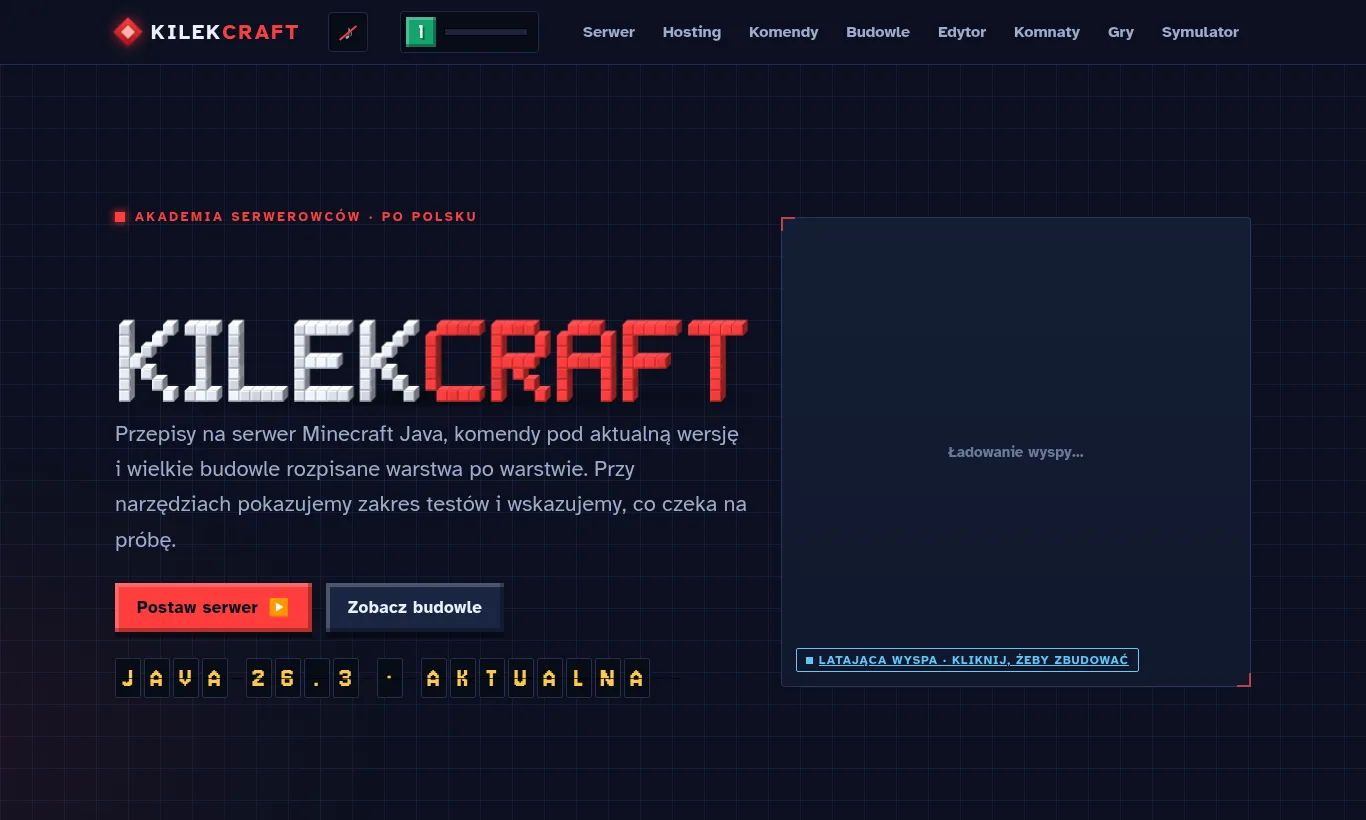 KILEKCRAFT
1
Serwer Hosting Komendy Budowle Edytor Komnaty Gry Symulator
AKADEMIA SERWEROWCÓW · PO POLSKU
KILEKCRAFT
Przepisy na serwer Minecraft Java, komendy pod aktualną wersję
i wielkie budowle rozpisane warstwa po warstwie. Przy
narzędziach pokazujemy zakres testów i wskazujemy, co czeka na
próbę.
Postaw serwer
Zobacz budowle
JAVA 26.3 · AKTUALNA
Ładowanie wyspy...
LATAJĄCA WYSPA · KLIKNIJ, ŻEBY ZBUDOWAĆ